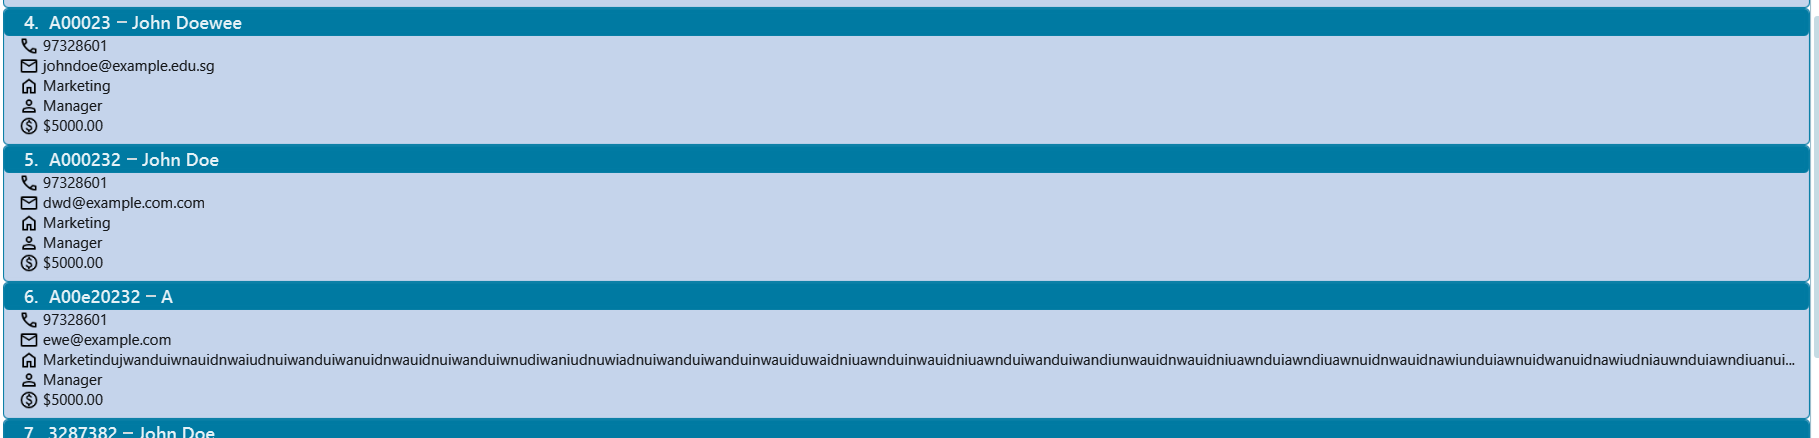 4. A00023 – John Doewee
97328601
johndoe@example.edu.sg
Marketing
Manager
$5000.00
5. A000232 – John Doe
97328601
dwd@example.com.com
Marketing
Manager
$5000.00
6. A00e20232 – A
97328601
ewe@example.com
Marketindujwanduiwnauidnwaiudnuiwanduiwanuidnwauidnuiwanduiwnudiwaniudnuwiadnuiwanduiwanduinwauiduwaidniuawnduinwauidniuawnduiwanduiwandiunwauidnwauidniuawnduiawndiuawnuidnwauidnawiunduiawnuidwanuidnawiudniauwnduiawndiuanui...
Manager
$5000.00
7. 3287382 – John Doe